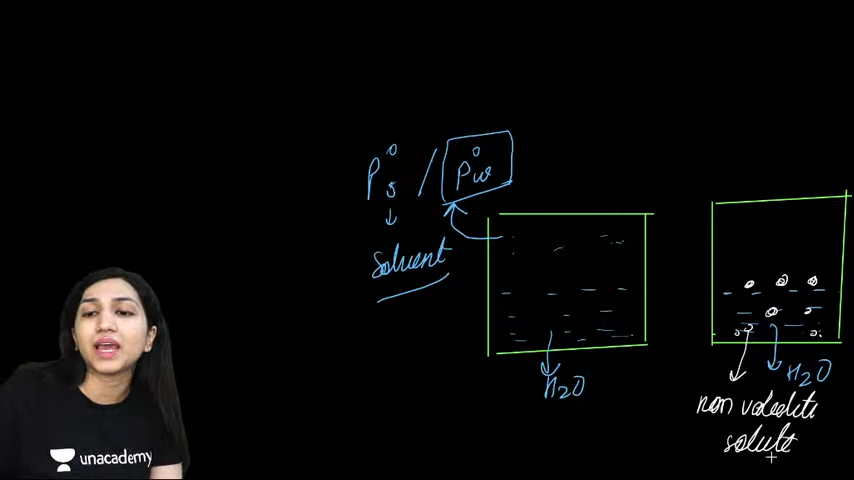 P°s / P°w
solvent
H2O
H2O
non volatile
solute
unacademy